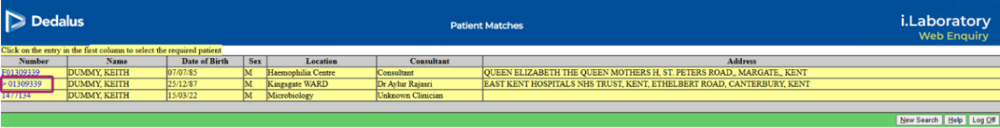 Dedalus
Patient Matches
i.Laboratory
Web Enquiry
Click on the entry in the first column to select the required patient
Number Name Date of Birth Sex Location Consultant Address
F01309339 DUMMY, KEITH 07/07/85 M Haemophilia Centre Consultant QUEEN ELIZABETH THE QUEEN MOTHERS H, ST. PETERS ROAD,, MARGATE,, KENT
> 01309339 DUMMY, KEITH 25/12/87 M Kingsgate WARD Dr Aylur Rajasri EAST KENT HOSPITALS NHS TRUST, KENT, ETHELBERT ROAD, CANTERBURY, KENT
1477134 DUMMY, KEITH 15/03/22 M Microbiology Unknown Clinician
New Search Help Log Off